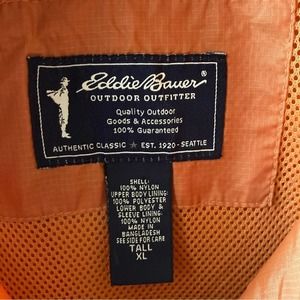 Eddie Bauer®
OUTDOOR OUTFITTER
Quality Outdoor
Goods & Accessories
100% Guaranteed
AUTHENTIC CLASSIC ★ EST. 1920 - SEATTLE
SHELL:
100% NYLON
UPPER BODY LINING:
100% POLYESTER
LOWER BODY &
SLEEVE LINING:
100% NYLON
MADE IN
BANGLADESH
SEE SIDE FOR CARE
TALL
XL